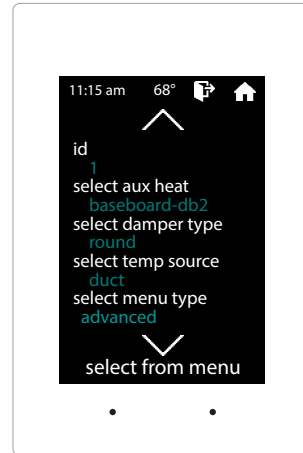 11:15 am 68°
id
1
select aux heat
baseboard-db2
select damper type
round
select temp source
duct
select menu type
advanced
select from menu